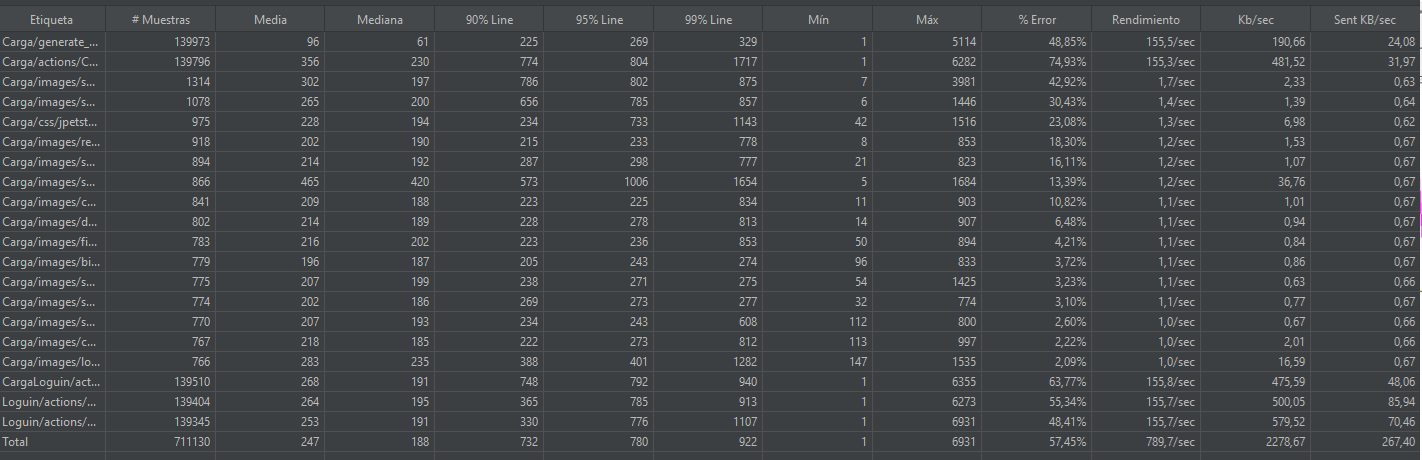 Etiqueta # Muestras Media Mediana 90% Line 95% Line 99% Line Mín Máx % Error Rendimiento Kb/sec Sent KB/sec
Carga/generate_... 139973 96 61 225 269 329 1 5114 48,85% 155,5/sec 190,66 24,08
Carga/actions/C... 139796 356 230 774 804 1717 1 6282 74,93% 155,3/sec 481,52 31,97
Carga/images/s... 1314 302 197 786 802 875 7 3981 42,92% 1,7/sec 2,33 0,63
Carga/images/s... 1078 265 200 656 785 857 6 1446 30,43% 1,4/sec 1,39 0,64
Carga/css/jpetst... 975 228 194 234 733 1143 42 1516 23,08% 1,3/sec 6,98 0,62
Carga/images/re... 918 202 190 215 233 778 8 853 18,30% 1,2/sec 1,53 0,67
Carga/images/s... 894 214 192 287 298 777 21 823 16,11% 1,2/sec 1,07 0,67
Carga/images/s... 866 465 420 573 1006 1654 5 1684 13,39% 1,2/sec 36,76 0,67
Carga/images/c... 841 209 188 223 225 834 11 903 10,82% 1,1/sec 1,01 0,67
Carga/images/d... 802 214 189 228 278 813 14 907 6,48% 1,1/sec 0,94 0,67
Carga/images/fi... 783 216 202 223 236 853 50 894 4,21% 1,1/sec 0,84 0,67
Carga/images/bi... 779 196 187 205 243 274 96 833 3,72% 1,1/sec 0,86 0,67
Carga/images/s... 775 207 199 238 271 275 54 1425 3,23% 1,1/sec 0,63 0,66
Carga/images/s... 774 202 186 269 273 277 32 774 3,10% 1,1/sec 0,77 0,67
Carga/images/s... 770 207 193 234 243 608 112 800 2,60% 1,0/sec 0,67 0,66
Carga/images/c... 767 218 185 222 273 812 113 997 2,22% 1,0/sec 2,01 0,66
Carga/images/lo... 766 283 235 388 401 1282 147 1535 2,09% 1,0/sec 16,59 0,67
CargaLoguin/act... 139510 268 191 748 792 940 1 6355 63,77% 155,8/sec 475,59 48,06
Loguin/actions/... 139404 264 195 365 785 913 1 6273 55,34% 155,7/sec 500,05 85,94
Loguin/actions/... 139345 253 191 330 776 1107 1 6931 48,41% 155,7/sec 579,52 70,46
Total 711130 247 188 732 780 922 1 6931 57,45% 789,7/sec 2278,67 267,40